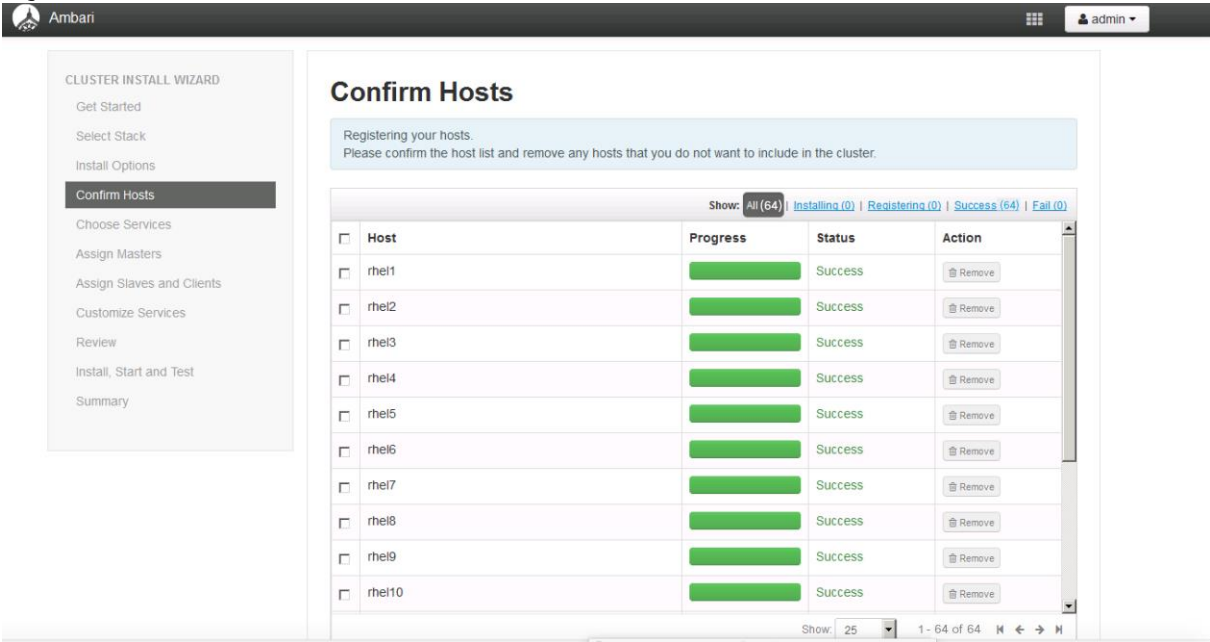 Ambari
admin
CLUSTER INSTALL WIZARD
Get Started
Select Stack
Install Options
Confirm Hosts
Choose Services
Assign Masters
Assign Slaves and Clients
Customize Services
Review
Install, Start and Test
Summary
Confirm Hosts
Registering your hosts.
Please confirm the host list and remove any hosts that you do not want to include in the cluster.
Show: All (64) | Installing (0) | Registering (0) | Success (64) | Fail (0)
Host Progress Status Action
rhel1 Success Remove
rhel2 Success Remove
rhel3 Success Remove
rhel4 Success Remove
rhel5 Success Remove
rhel6 Success Remove
rhel7 Success Remove
rhel8 Success Remove
rhel9 Success Remove
rhel10 Success Remove
Show: 25 1 - 64 of 64